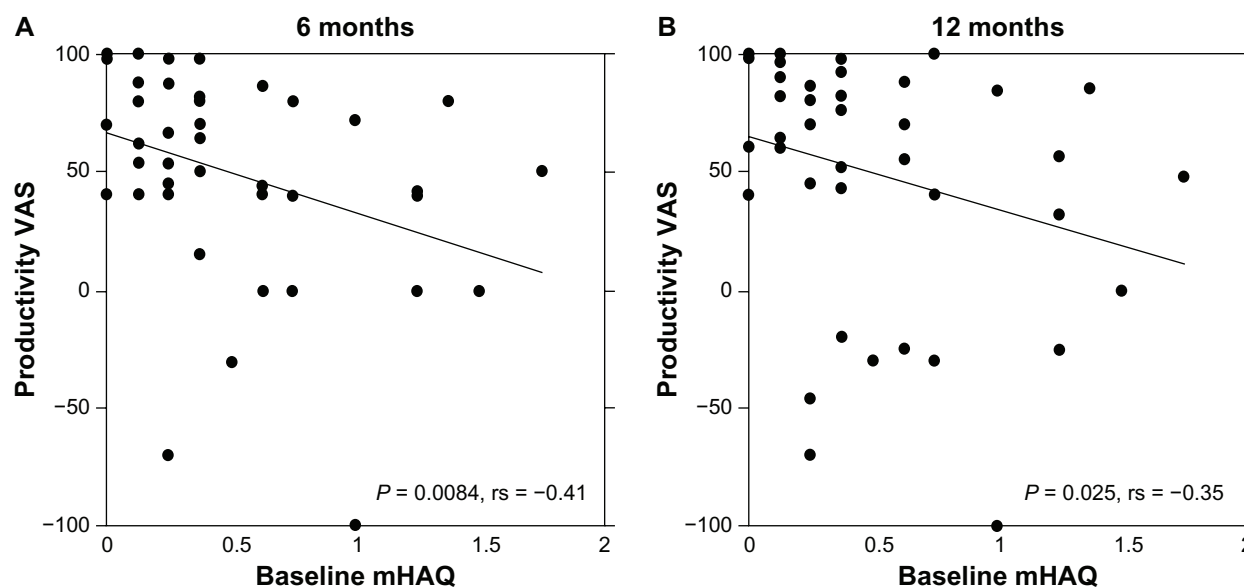 A
6 months
100
50
0
−50
−100
Productivity VAS
P = 0.0084, rs = −0.41
0
0.5
1
1.5
2
Baseline mHAQ
B
12 months
100
50
0
−50
−100
Productivity VAS
P = 0.025, rs = −0.35
0
0.5
1
1.5
2
Baseline mHAQ